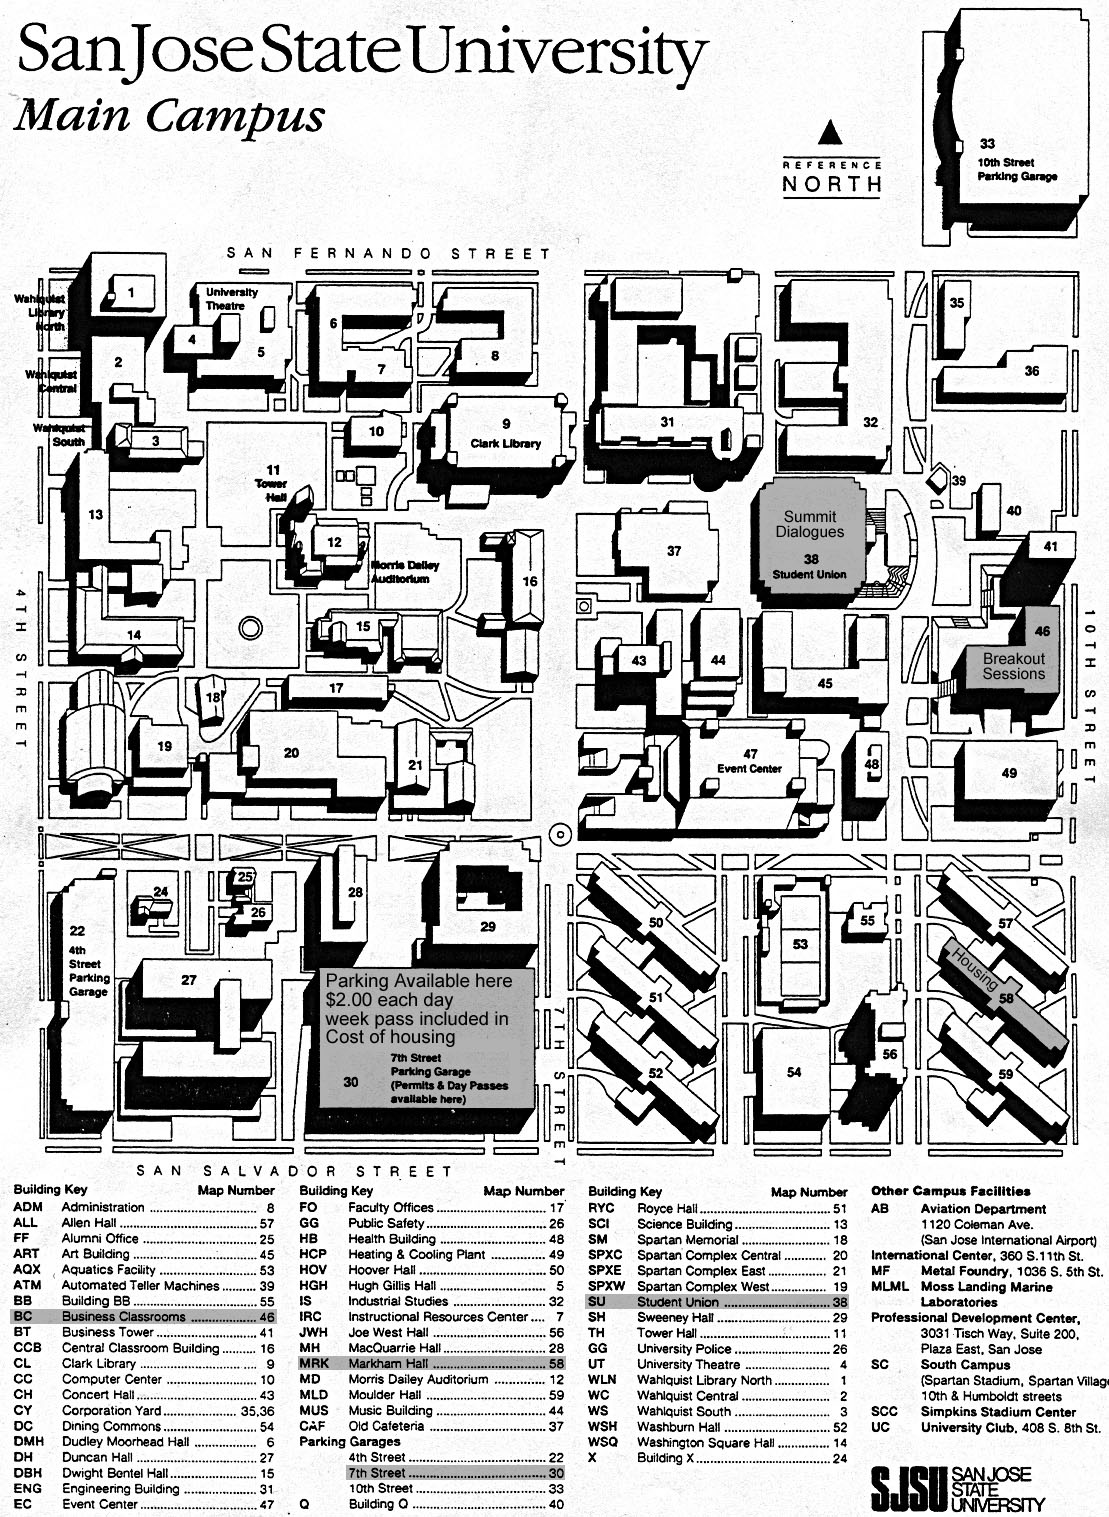 San Jose State University
Main Campus
REFERENCE
NORTH
33
10th Street
Parking Garage
SAN FERNANDO STREET
4TH STREET
10TH STREET
7TH STREET
SAN SALVADOR STREET
Wahlquist
Library
North
1
University
Theatre
4
5
6
7
8
35
36
2
Wahlquist
Central
Wahlquist
South
3
10
9
Clark Library
31
32
11
Tower
Hall
39
40
13
12
Morris Dailey
Auditorium
16
37
Summit
Dialogues
38
Student Union
41
14
15
43
44
45
46
Breakout
Sessions
17
18
19
20
21
47
Event Center
48
49
22
4th
Street
Parking
Garage
24
25
26
27
28
29
Parking Available here
$2.00 each day
week pass included in
Cost of housing
7th Street
Parking Garage
(Permits & Day Passes
available here)
30
50
51
52
53
54
55
56
57
Housing
58
59
Building Key Map Number
ADM Administration 8
ALL Allen Hall 57
FF Alumni Office 25
ART Art Building 45
AQX Aquatics Facility 53
ATM Automated Teller Machines 39
BB Building BB 55
BC Business Classrooms 46
BT Business Tower 41
CCB Central Classroom Building 16
CL Clark Library 9
CC Computer Center 10
CH Concert Hall 43
CY Corporation Yard 35,36
DC Dining Commons 54
DMH Dudley Moorhead Hall 6
DH Duncan Hall 27
DBH Dwight Bentel Hall 15
ENG Engineering Building 31
EC Event Center 47
Building Key Map Number
FO Faculty Offices 17
GG Public Safety 26
HB Health Building 48
HCP Heating & Cooling Plant 49
HOV Hoover Hall 50
HGH Hugh Gillis Hall 5
IS Industrial Studies 32
IRC Instructional Resources Center 7
JWH Joe West Hall 56
MH MacQuarrie Hall 28
MRK Markham Hall 58
MD Morris Dailey Auditorium 12
MLD Moulder Hall 59
MUS Music Building 44
CAF Old Cafeteria 37
Parking Garages
4th Street 22
7th Street 30
10th Street 33
Q Building Q 40
Building Key Map Number
RYC Royce Hall 51
SCI Science Building 13
SM Spartan Memorial 18
SPXC Spartan Complex Central 20
SPXE Spartan Complex East 21
SPXW Spartan Complex West 19
SU Student Union 38
SH Sweeney Hall 29
TH Tower Hall 11
GG University Police 26
UT University Theatre 4
WLN Wahlquist Library North 1
WC Wahlquist Central 2
WS Wahlquist South 3
WSH Washburn Hall 52
WSQ Washington Square Hall 14
X Building X 24
Other Campus Facilities
AB Aviation Department
1120 Coleman Ave.
(San Jose International Airport)
International Center, 360 S.11th St.
MF Metal Foundry, 1036 S. 5th St.
MLML Moss Landing Marine
Laboratories
Professional Development Center,
3031 Tisch Way, Suite 200,
Plaza East, San Jose
SC South Campus
(Spartan Stadium, Spartan Village
10th & Humboldt streets
SCC Simpkins Stadium Center
UC University Club, 408 S. 8th St.
SJSU SAN JOSE
STATE
UNIVERSITY